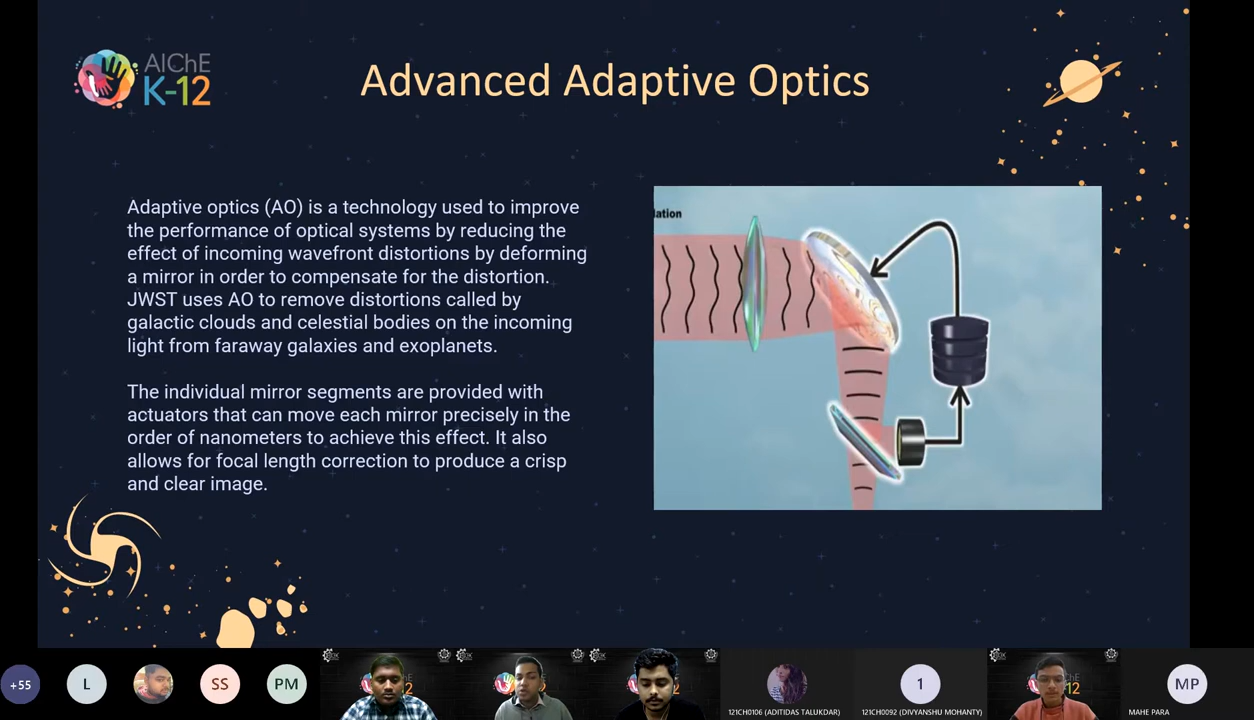 AIChE
K-12
Advanced Adaptive Optics
Adaptive optics (AO) is a technology used to improve
the performance of optical systems by reducing the
effect of incoming wavefront distortions by deforming
a mirror in order to compensate for the distortion.
JWST uses AO to remove distortions called by
galactic clouds and celestial bodies on the incoming
light from faraway galaxies and exoplanets.
The individual mirror segments are provided with
actuators that can move each mirror precisely in the
order of nanometers to achieve this effect. It also
allows for focal length correction to produce a crisp
and clear image.
lation
+55
L
SS
PM
12
2
1
12
MP
121CH0106 (ADITIDAS TALUKDAR)
121CH0092 (DIVYANSHU MOHANTY)
MAHE PARA